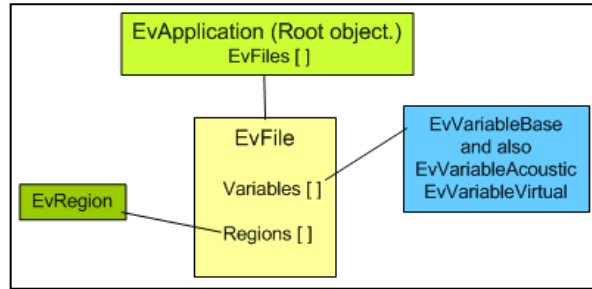 EvApplication (Root object.)
EvFiles [ ]
EvFile
Variables [ ]
Regions [ ]
EvVariableBase
and also
EvVariableAcoustic
EvVariableVirtual
EvRegion